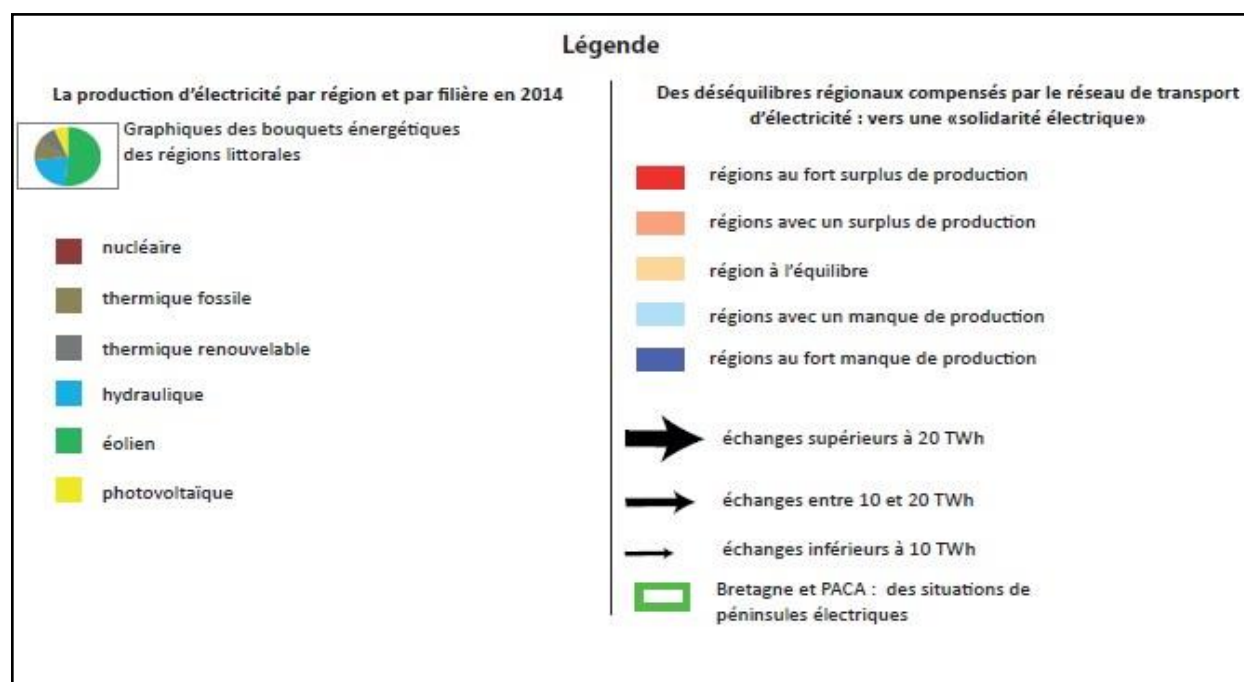 Légende
La production d'électricité par région et par filière en 2014
Graphiques des bouquets énergétiques
des régions littorales
nucléaire
thermique fossile
thermique renouvelable
hydraulique
éolien
photovoltaïque
Des déséquilibres régionaux compensés par le réseau de transport
d'électricité : vers une «solidarité électrique»
régions au fort surplus de production
régions avec un surplus de production
région à l'équilibre
régions avec un manque de production
régions au fort manque de production
échanges supérieurs à 20 TWh
échanges entre 10 et 20 TWh
échanges inférieurs à 10 TWh
Bretagne et PACA : des situations de
péninsules électriques